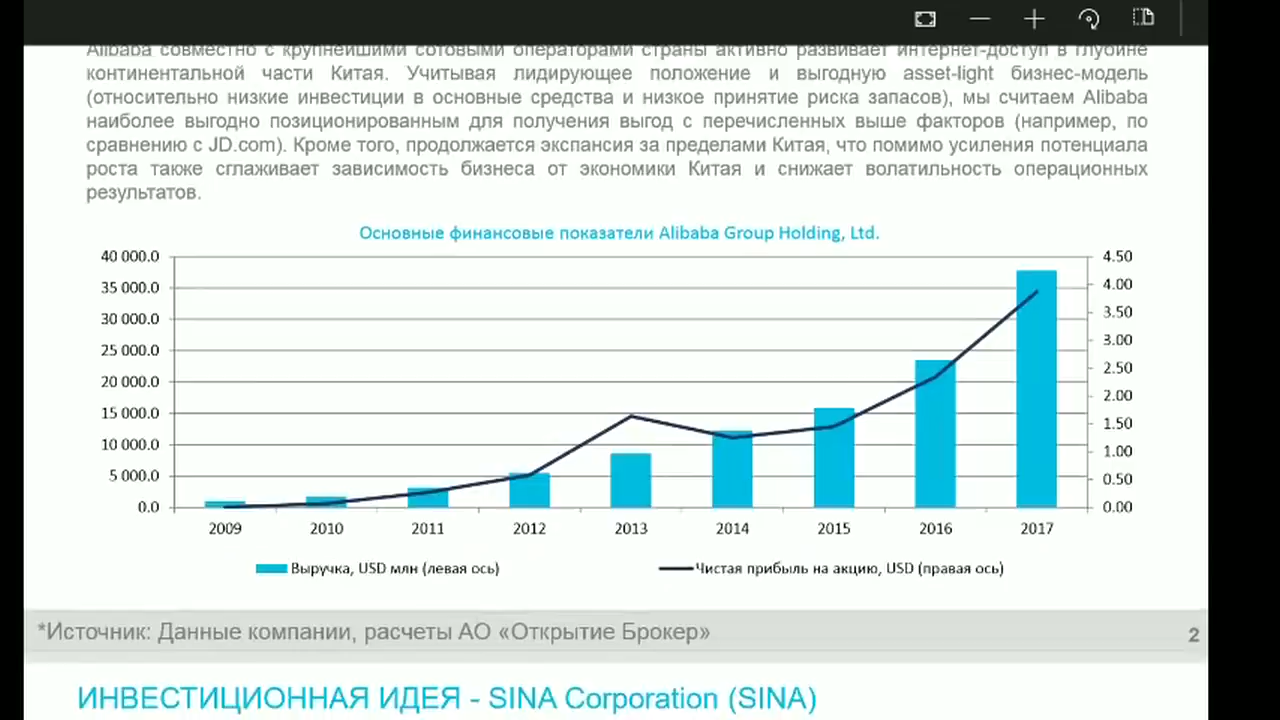 Alibaba совместно с крупнейшими сотовыми операторами страны активно развивает интернет-доступ в глубине
континентальной части Китая. Учитывая лидирующее положение и выгодную asset-light бизнес-модель
(относительно низкие инвестиции в основные средства и низкое принятие риска запасов), мы считаем Alibaba
наиболее выгодно позиционированным для получения выгод с перечисленных выше факторов (например, по
сравнению с JD.com). Кроме того, продолжается экспансия за пределами Китая, что помимо усиления потенциала
роста также сглаживает зависимость бизнеса от экономики Китая и снижает волатильность операционных
результатов.
Основные финансовые показатели Alibaba Group Holding, Ltd.
40 000.0
35 000.0
30 000.0
25 000.0
20 000.0
15 000.0
10 000.0
5 000.0
0.0
4.50
4.00
3.50
3.00
2.50
2.00
1.50
1.00
0.50
0.00
2009 2010 2011 2012 2013 2014 2015 2016 2017
Выручка, USD млн (левая ось) Чистая прибыль на акцию, USD (правая ось)
*Источник: Данные компании, расчеты АО «Открытие Брокер» 2
ИНВЕСТИЦИОННАЯ ИДЕЯ - SINA Corporation (SINA)